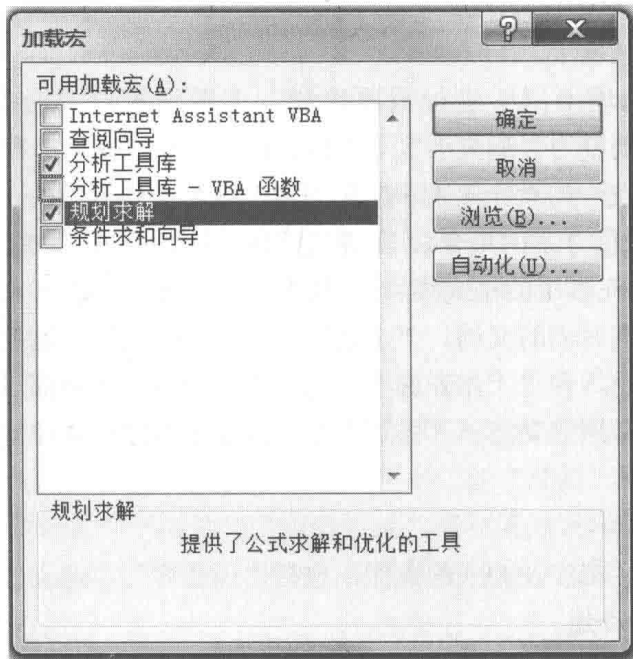 加载宏
可用加载宏(A):
Internet Assistant VBA
查阅向导
分析工具库
分析工具库 - VBA 函数
规划求解
条件求和向导
确定
取消
浏览(B)...
自动化(U)...
规划求解
提供了公式求解和优化的工具